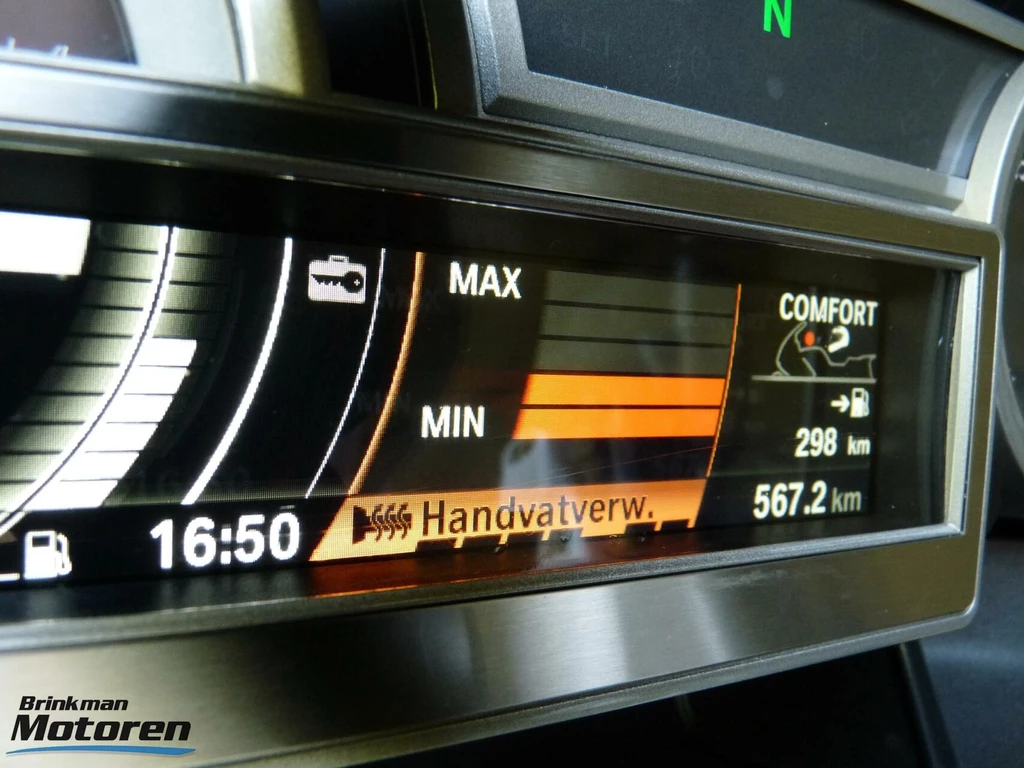 N
MAX
COMFORT
MIN
298 km
567.2 km
Handvatverw.
16:50
Brinkman
Motoren